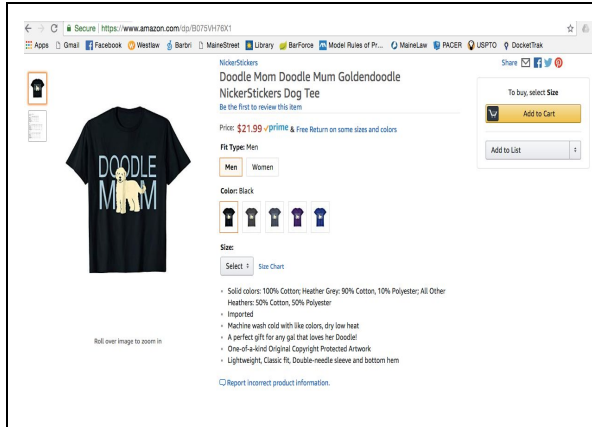 Secure | https://www.amazon.com/dp/B075VH76X1
Apps Gmail Facebook Westlaw Barbri MaineStreet Library BarForce Model Rules of Pr... MaineLaw PACER USPTO DocketTrak
NickerStickers
Share
Doodle Mom Doodle Mum Goldendoodle
NickerStickers Dog Tee
Be the first to review this item
Price: $21.99 prime & Free Return on some sizes and colors
Fit Type: Men
Men Women
Color: Black
Size:
Select Size Chart
• Solid colors: 100% Cotton; Heather Grey: 90% Cotton, 10% Polyester; All Other
Heathers: 50% Cotton, 50% Polyester
• Imported
• Machine wash cold with like colors, dry low heat
• A perfect gift for any gal that loves her Doodle!
• One-of-a-kind Original Copyright Protected Artwork
• Lightweight, Classic fit, Double-needle sleeve and bottom hem
Report incorrect product information.
To buy, select Size
Add to Cart
Add to List
DOODLE
M M
Roll over image to zoom in